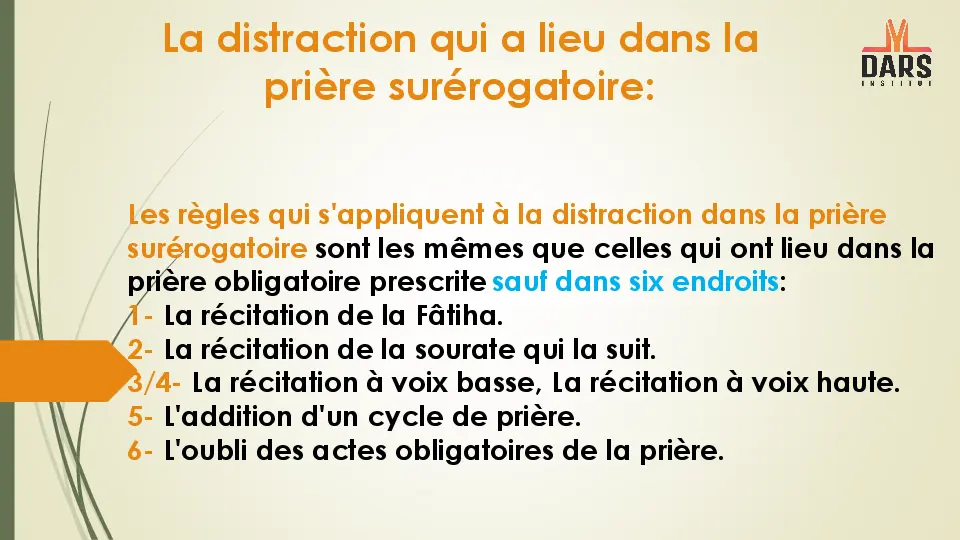 La distraction qui a lieu dans la
prière surérogatoire:
MY
DARS
INSTITUT
Les règles qui s'appliquent à la distraction dans la prière
surérogatoire sont les mêmes que celles qui ont lieu dans la
prière obligatoire prescrite sauf dans six endroits:
1- La récitation de la Fâtiha.
2- La récitation de la sourate qui la suit.
3/4- La récitation à voix basse, La récitation à voix haute.
5- L'addition d'un cycle de prière.
6- L'oubli des actes obligatoires de la prière.